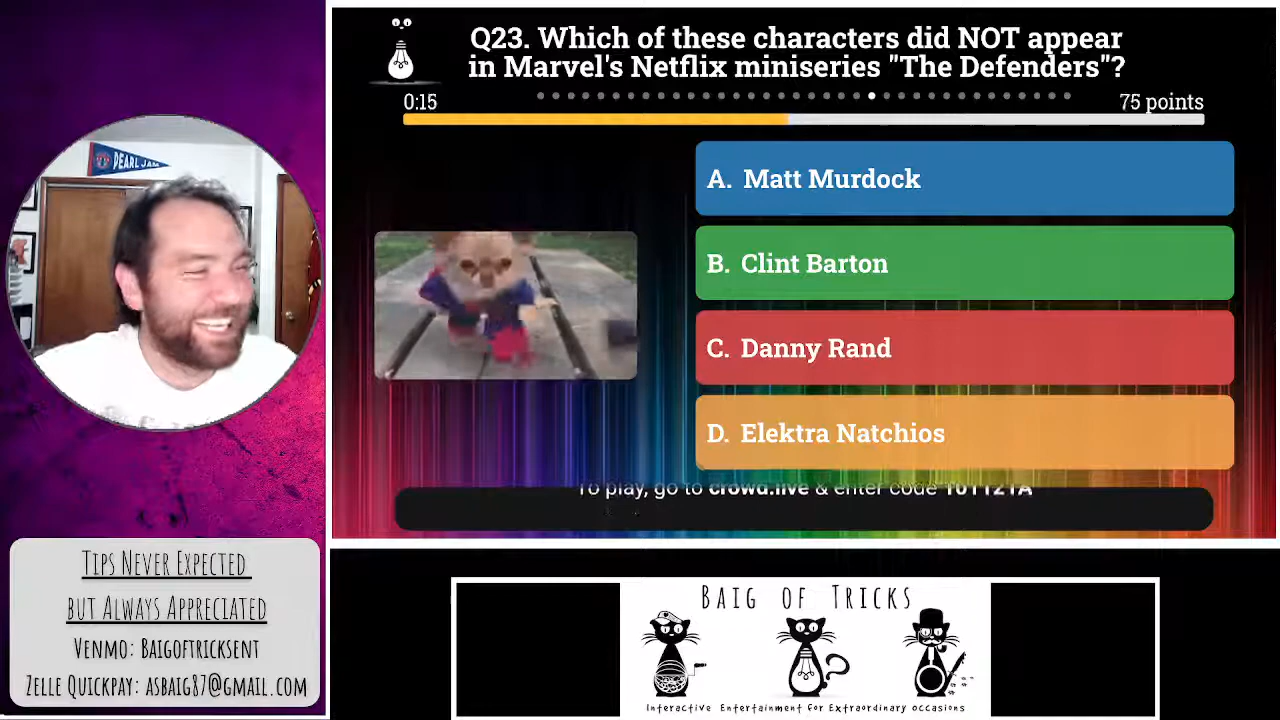 PEARL JAM
Q23. Which of these characters did NOT appear
in Marvel's Netflix miniseries "The Defenders"?
0:15
75 points
A. Matt Murdock
B. Clint Barton
C. Danny Rand
D. Elektra Natchios
To play, go to crowd.live & enter code
TIPS NEVER EXPECTED
BUT ALWAYS APPRECIATED
VENMO: BAIGOFTRICKSENT
ZELLE QUICKPAY: ASBAIG87@GMAIL.COM
BAIG OF TRICKS
Interactive Entertainment for Extraordinary Occasions